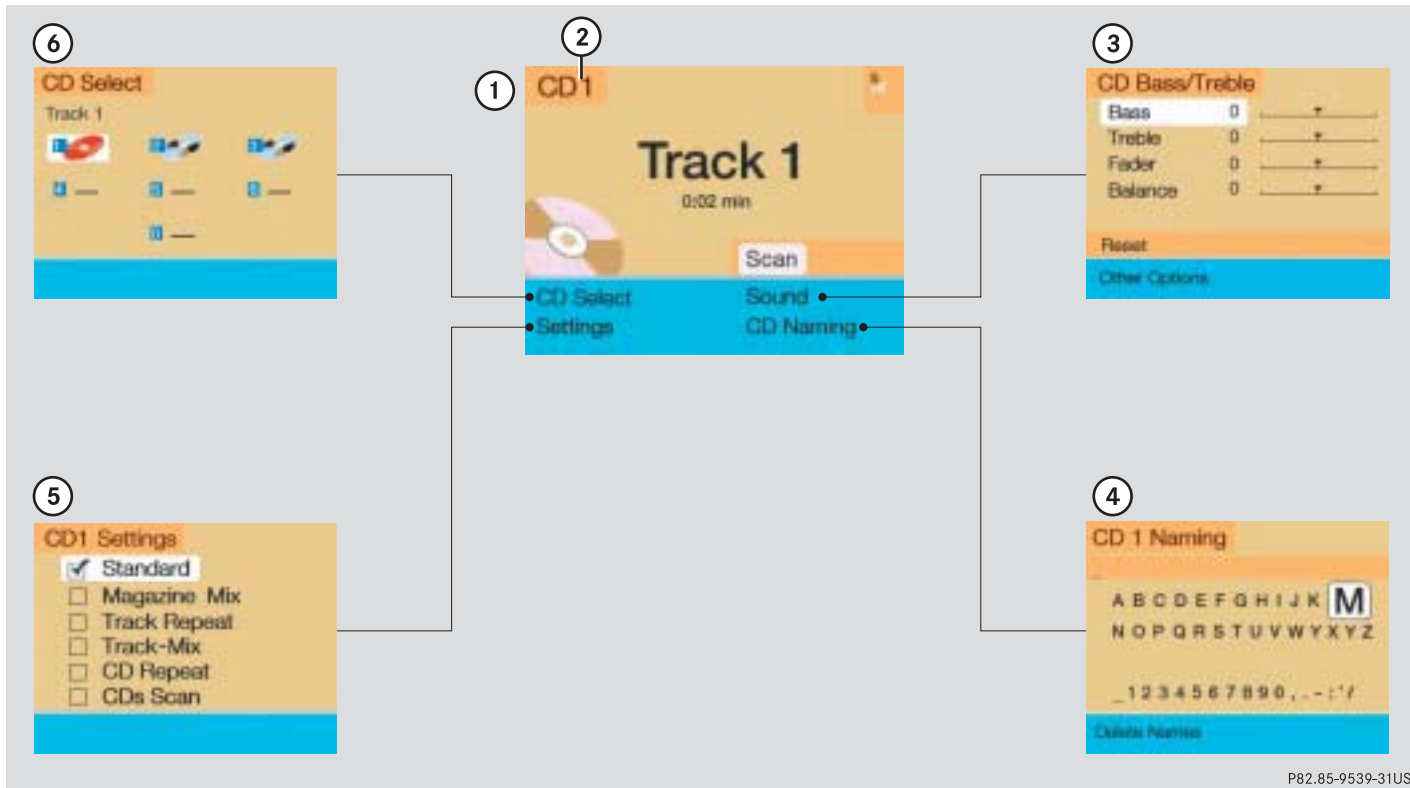 6
CD Select
Track 1
1
2
CD1
Track 1
0:02 min
Scan
CD Select
Sound
Settings
CD Naming
3
CD Bass/Treble
Bass 0
Treble 0
Fader 0
Balance 0
Reset
Other Options
5
CD1 Settings
Standard
Magazine Mix
Track Repeat
Track-Mix
CD Repeat
CDs Scan
4
CD 1 Naming
_
A B C D E F G H I J K M
N O P Q R S T U V W Y X Y Z
_ 1 2 3 4 5 6 7 8 9 0 , . - : ' /
Delete Names
P82.85-9539-31US